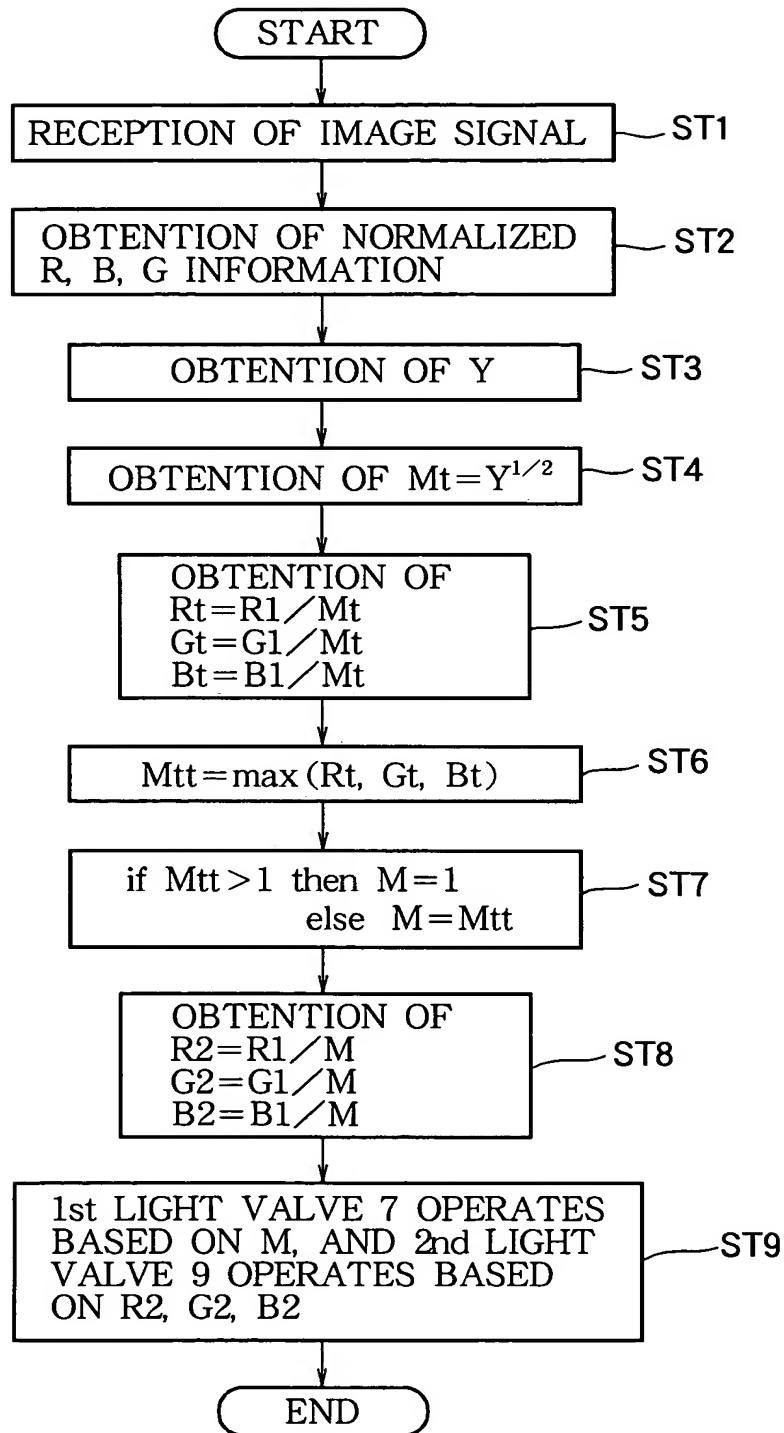 START
RECEPTION OF IMAGE SIGNAL
ST1
OBTENTION OF NORMALIZED
R, B, G INFORMATION
ST2
OBTENTION OF Y
ST3
OBTENTION OF Mt=Y^{1/2}
ST4
OBTENTION OF
Rt=R1/Mt
Gt=G1/Mt
Bt=B1/Mt
ST5
Mtt=max(Rt, Gt, Bt)
ST6
if Mtt>1 then M=1
else M=Mtt
ST7
OBTENTION OF
R2=R1/M
G2=G1/M
B2=B1/M
ST8
1st LIGHT VALVE 7 OPERATES
BASED ON M, AND 2nd LIGHT
VALVE 9 OPERATES BASED
ON R2, G2, B2
ST9
END